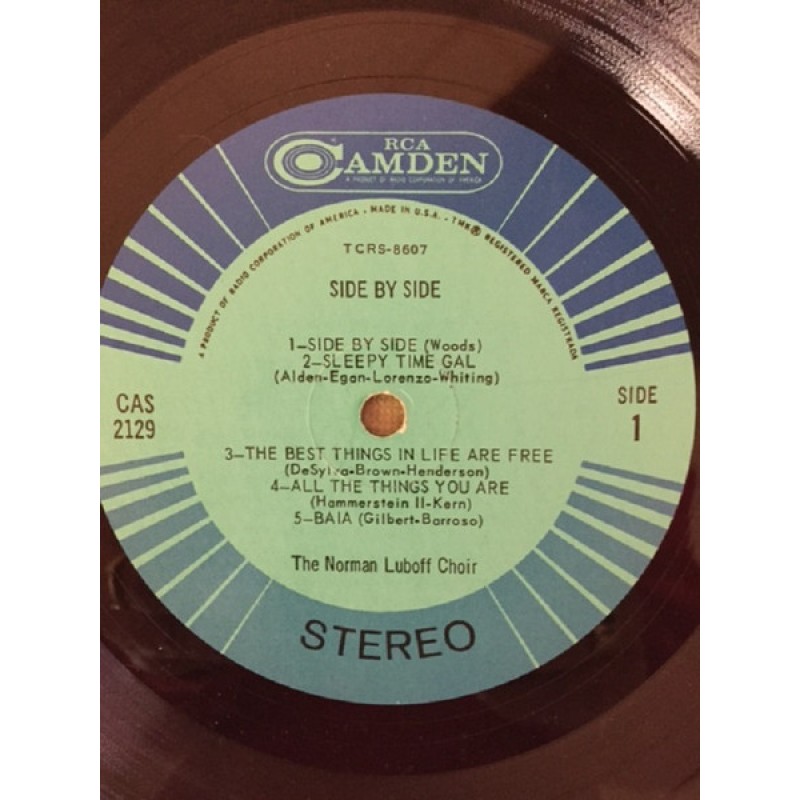 RCA
CAMDEN
A PRODUCT OF RADIO CORPORATION OF AMERICA
A PRODUCT OF RADIO CORPORATION OF AMERICA - MADE IN U.S.A. - TMK ® REGISTERED MARCA REGISTRADA
TCRS-8607
SIDE BY SIDE
1—SIDE BY SIDE (Woods)
2—SLEEPY TIME GAL
(Alden-Egan-Lorenzo-Whiting)
CAS
2129
SIDE
1
3—THE BEST THINGS IN LIFE ARE FREE
(DeSylva-Brown-Henderson)
4—ALL THE THINGS YOU ARE
(Hammerstein II-Kern)
5—BAIA (Gilbert-Barroso)
The Norman Luboff Choir
STEREO